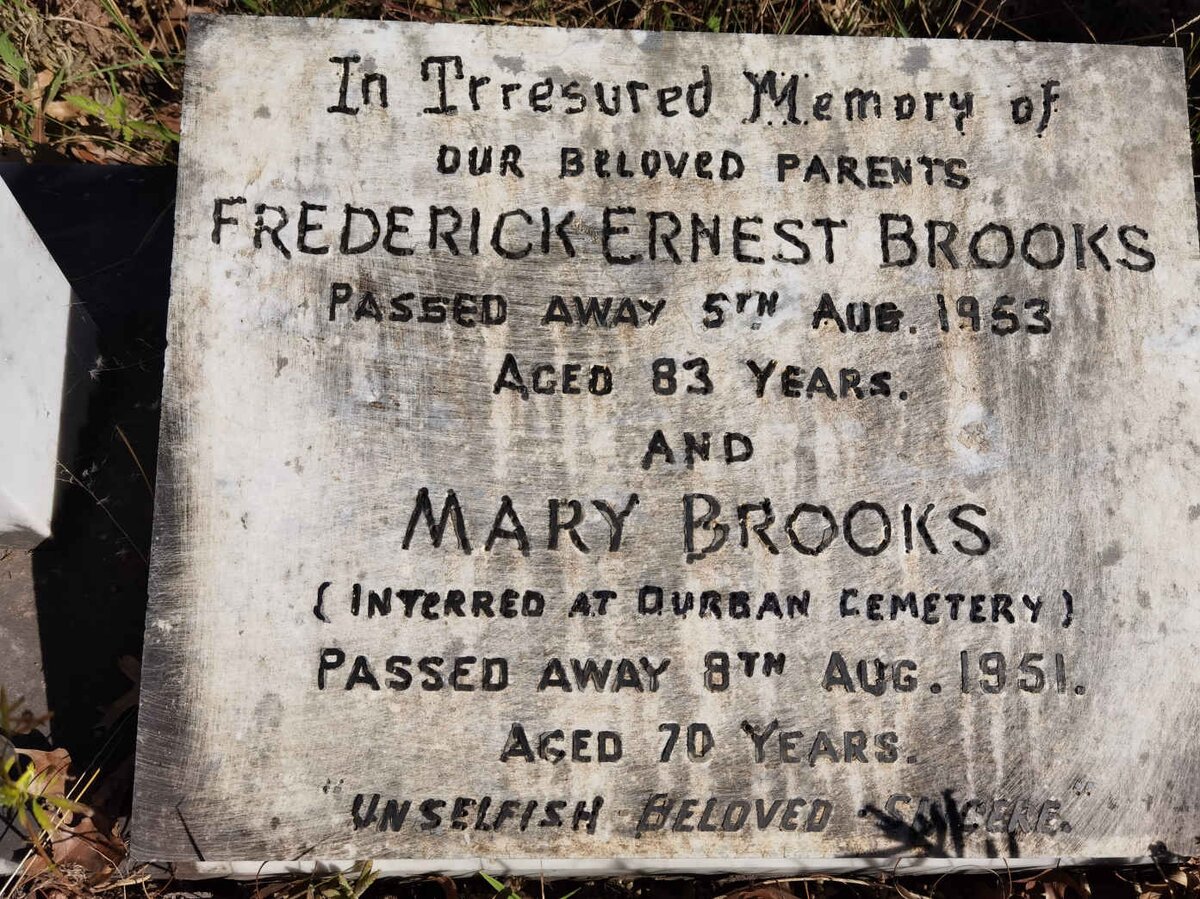 In Trresured Memory of
OUR BELOVED PARENTS
FREDERICK ERNEST BROOKS
PASSED AWAY 5TH AUG. 1953
AGED 83 YEARS.
AND
MARY BROOKS
(INTERRED AT DURBAN CEMETERY)
PASSED AWAY 8TH AUG. 1951.
AGED 70 YEARS.
"UNSELFISH BELOVED · SINCERE."